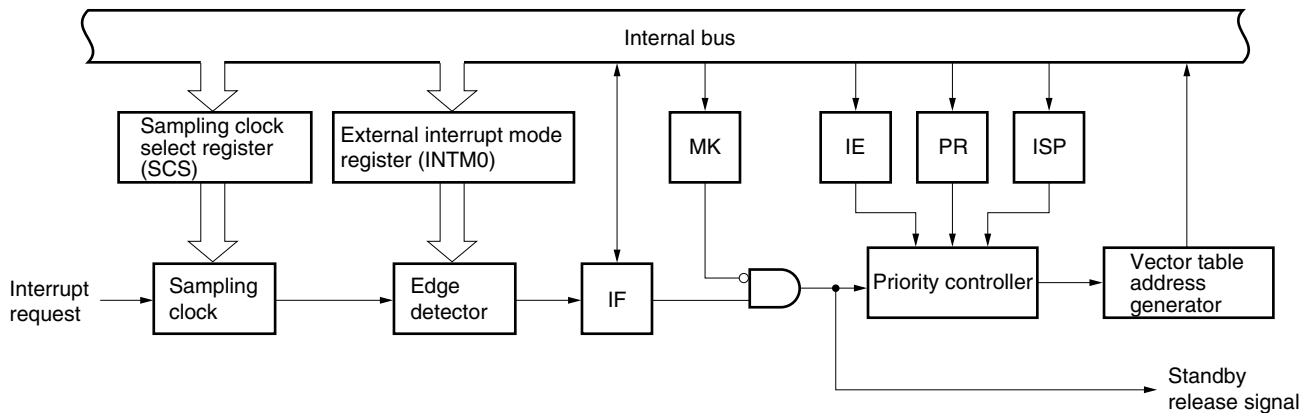 Internal bus
Sampling clock
select register
(SCS)
External interrupt mode
register (INTM0)
MK
IE
PR
ISP
Interrupt
request
Sampling
clock
Edge
detector
IF
Priority controller
Vector table
address
generator
Standby
release signal